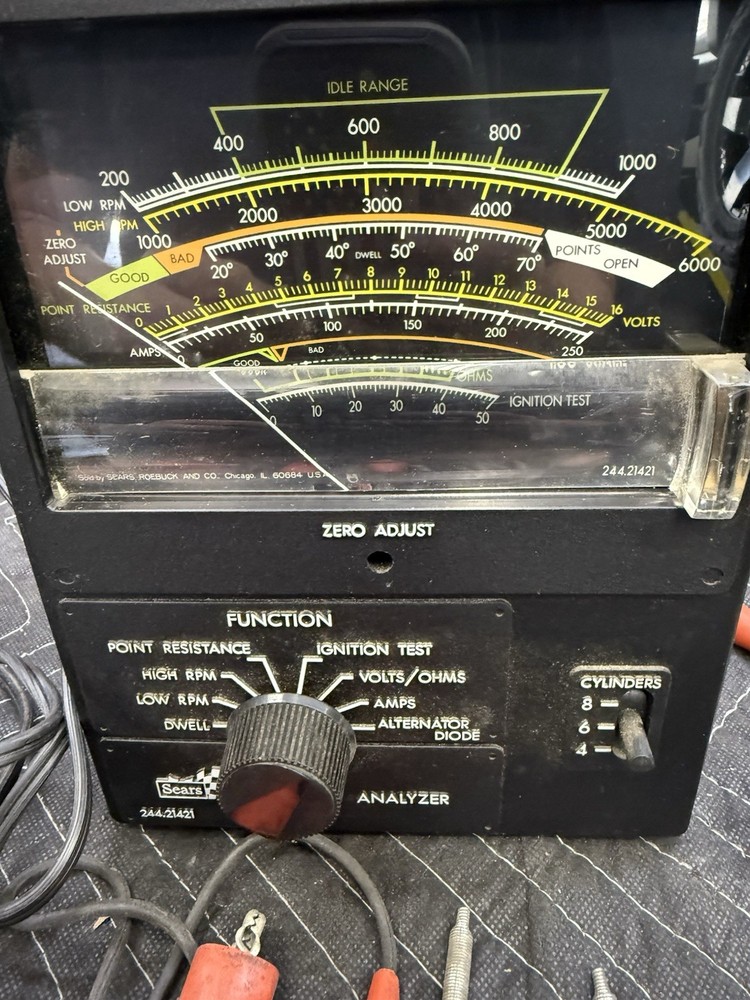 IDLE RANGE
200 400 600 800 1000
LOW RPM
HIGH RPM
1000 2000 3000 4000 5000 6000
ZERO
ADJUST
GOOD BAD
20° 30° 40° DWELL 50° 60° 70°
POINTS
OPEN
POINT RESISTANCE
0 1 2 3 4 5 6 7 8 9 10 11 12 13 14 15 16 VOLTS
AMPS
0 50 100 150 200 250
GOOD BAD
OHMS
0 10 20 30 40 50 IGNITION TEST
Sold by SEARS, ROEBUCK AND CO. Chicago, IL 60684 U.S.
244.21421
ZERO ADJUST
FUNCTION
POINT RESISTANCE IGNITION TEST
HIGH RPM VOLTS/OHMS
LOW RPM AMPS
DWELL ALTERNATOR
DIODE
CYLINDERS
8
6
4
Sears ANALYZER
244.21421